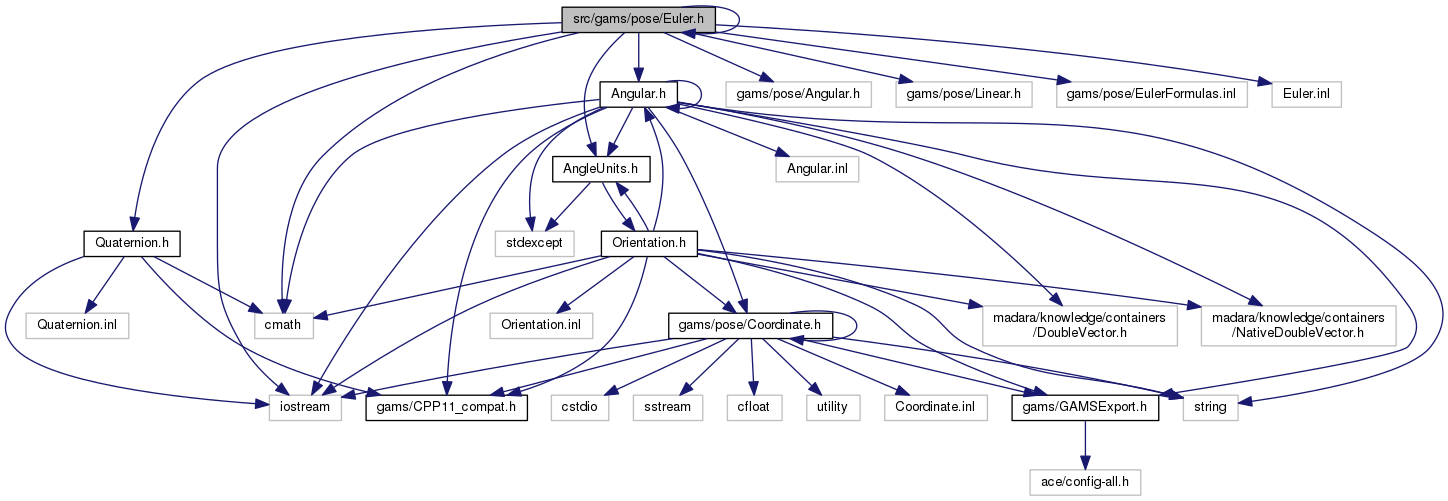 src/gams/pose/Euler.h
Angular.h
gams/pose/Angular.h
gams/pose/Linear.h
gams/pose/EulerFormulas.inl
Euler.inl
AngleUnits.h
Angular.inl
Quaternion.h
stdexcept
Orientation.h
Quaternion.inl
cmath
Orientation.inl
gams/pose/Coordinate.h
madara/knowledge/containers
/DoubleVector.h
madara/knowledge/containers
/NativeDoubleVector.h
iostream
gams/CPP11_compat.h
cstdio
sstream
cfloat
utility
Coordinate.inl
gams/GAMSExport.h
string
ace/config-all.h